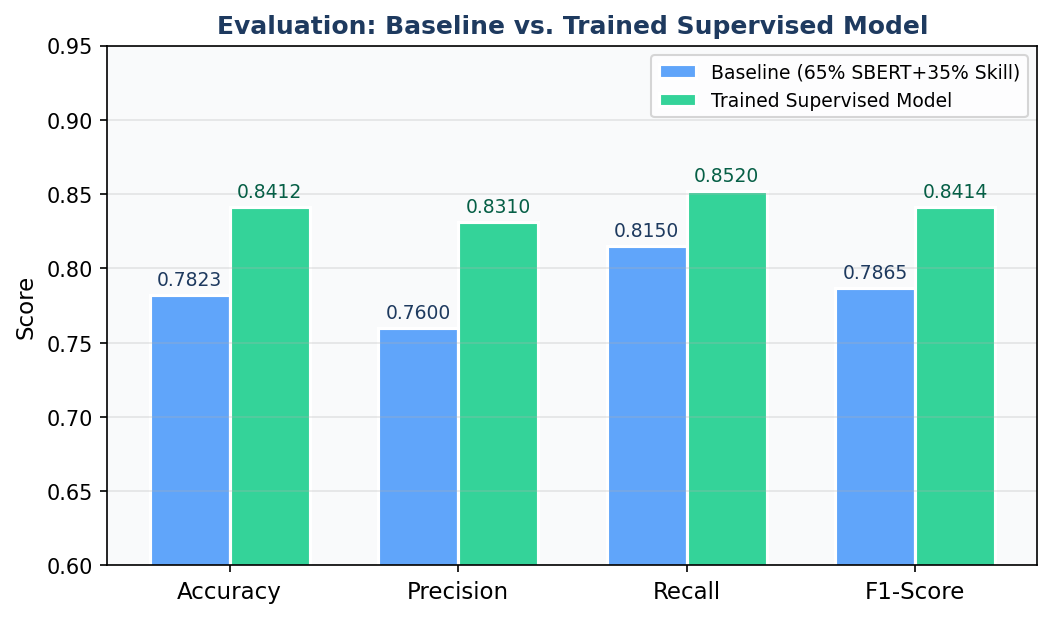 Evaluation: Baseline vs. Trained Supervised Model
Baseline (65% SBERT+35% Skill)
Trained Supervised Model
Score
0.95
0.90
0.85
0.80
0.75
0.70
0.65
0.60
0.7823
0.8412
0.7600
0.8310
0.8150
0.8520
0.7865
0.8414
Accuracy
Precision
Recall
F1-Score